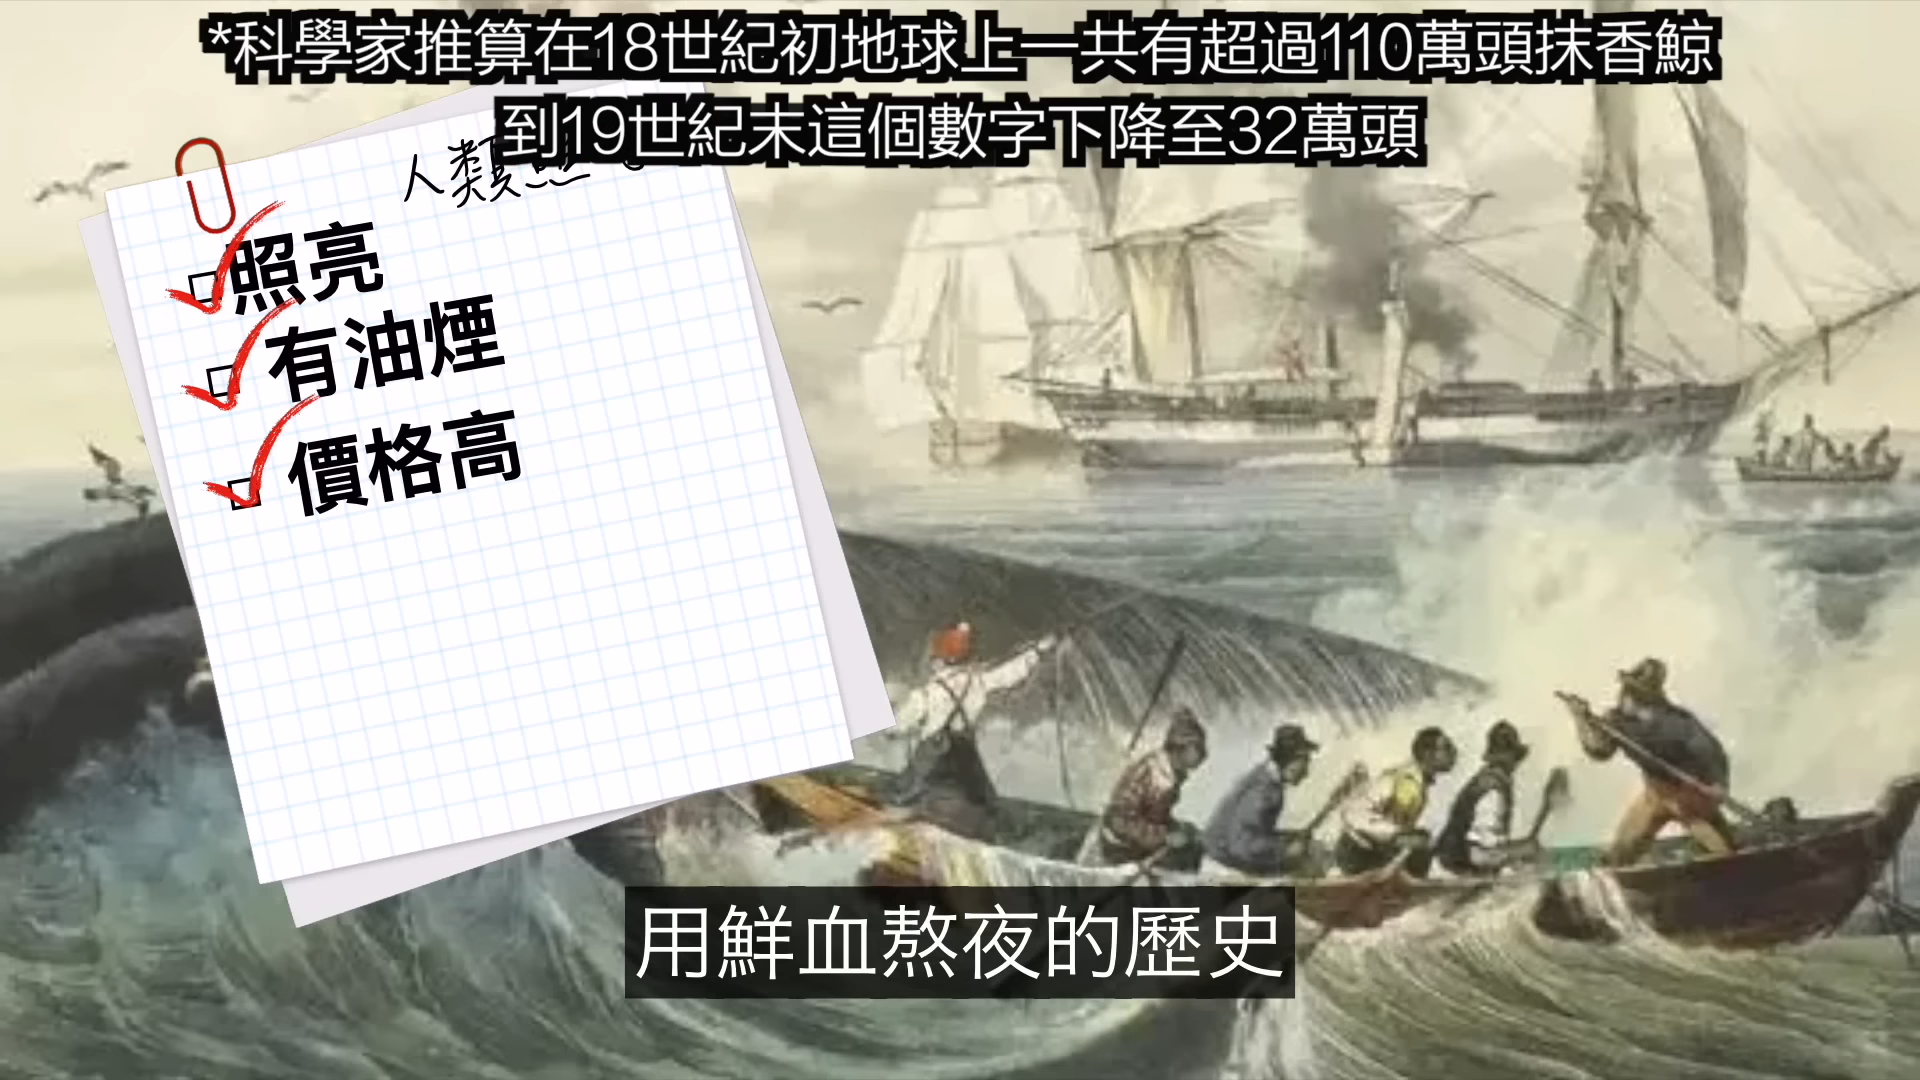 *科學家推算在18世紀初地球上一共有超過110萬頭抹香鯨
到19世紀末這個數字下降至32萬頭
人類
照亮
有油煙
價格高
用鮮血熬夜的歷史